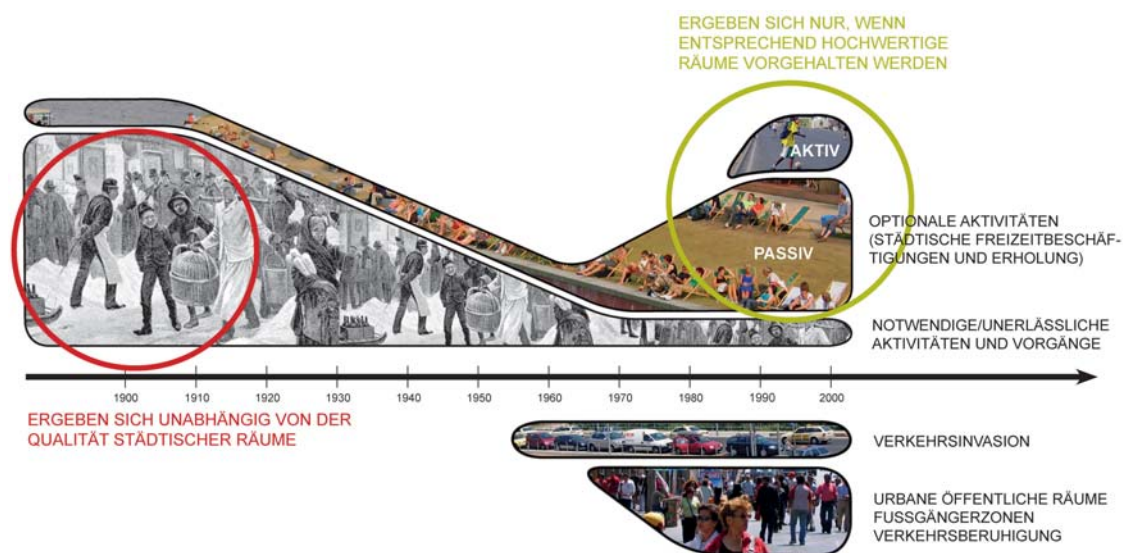 ERGEBEN SICH NUR, WENN
ENTSPRECHEND HOCHWERTIGE
RÄUME VORGEHALTEN WERDEN
AKTIV
PASSIV
OPTIONALE AKTIVITÄTEN
(STÄDTISCHE FREIZEITBESCHÄF-
TIGUNGEN UND ERHOLUNG)
NOTWENDIGE/UNERLÄSSLICHE
AKTIVITÄTEN UND VORGÄNGE
1900 1910 1920 1930 1940 1950 1960 1970 1980 1990 2000
ERGEBEN SICH UNABHÄNGIG VON DER
QUALITÄT STÄDTISCHER RÄUME
VERKEHRSINVASION
URBANE ÖFFENTLICHE RÄUME
FUSSGÄNGERZONEN
VERKEHRSBERUHIGUNG